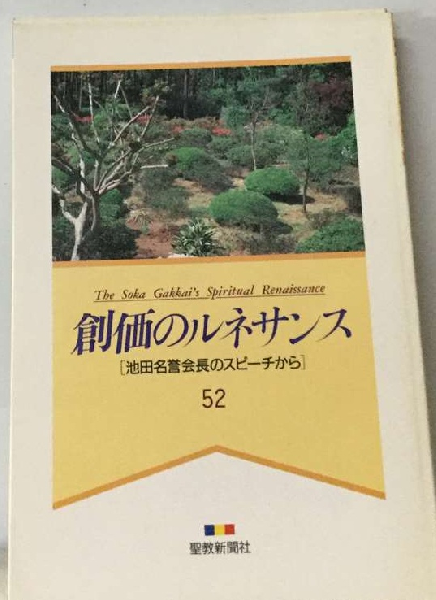 The Soka Gakkai's Spiritual Renaissance
創価のルネサンス
[池田名誉会長のスピーチから]
52
聖教新聞社